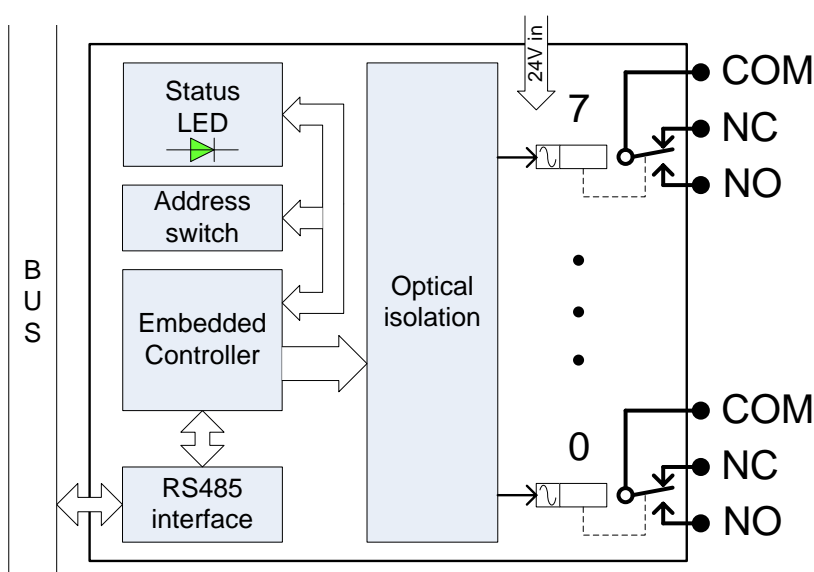 24V in
Status
LED
7
COM
NC
NO
Address
switch
B
U
S
Embedded
Controller
Optical
isolation
0
COM
NC
NO
RS485
interface